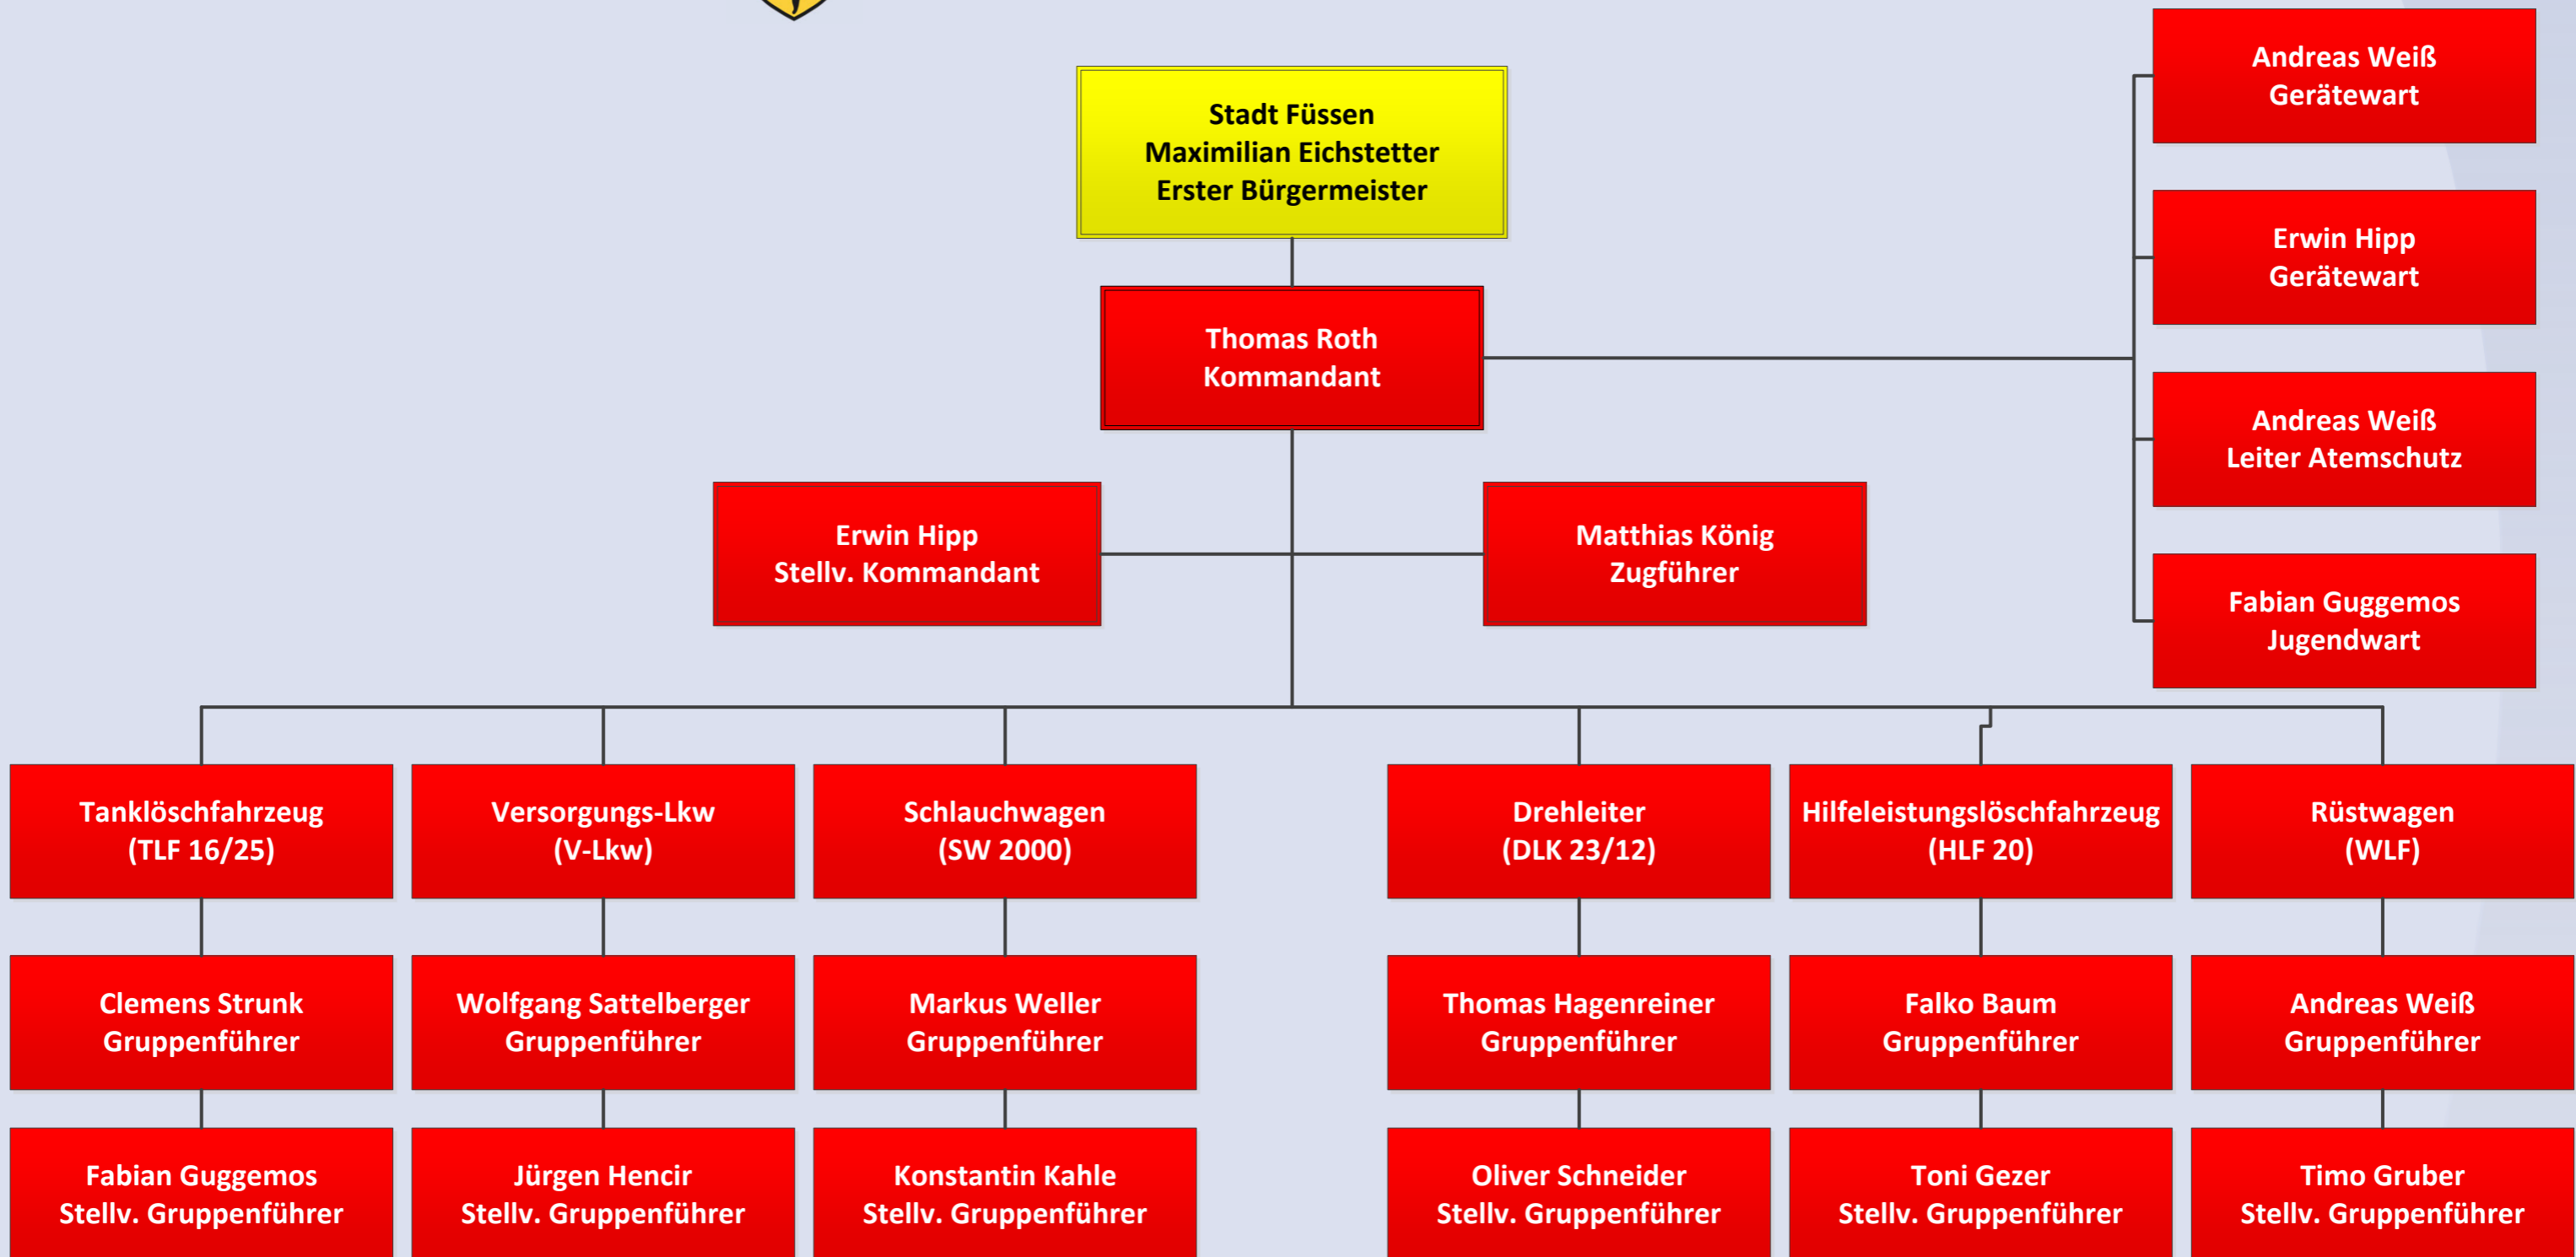 Stadt Füssen
Maximilian Eichstetter
Erster Bürgermeister
Thomas Roth
Kommandant
Andreas Weiß
Gerätewart
Erwin Hipp
Gerätewart
Andreas Weiß
Leiter Atemschutz
Fabian Guggemos
Jugendwart
Erwin Hipp
Stellv. Kommandant
Matthias König
Zugführer
Tanklöschfahrzeug
(TLF 16/25)
Clemens Strunk
Gruppenführer
Fabian Guggemos
Stellv. Gruppenführer
Versorgungs-Lkw
(V-Lkw)
Wolfgang Sattelberger
Gruppenführer
Jürgen Hencir
Stellv. Gruppenführer
Schlauchwagen
(SW 2000)
Markus Weller
Gruppenführer
Konstantin Kahle
Stellv. Gruppenführer
Drehleiter
(DLK 23/12)
Thomas Hagenreiner
Gruppenführer
Oliver Schneider
Stellv. Gruppenführer
Hilfeleistungslöschfahrzeug
(HLF 20)
Falko Baum
Gruppenführer
Toni Gezer
Stellv. Gruppenführer
Rüstwagen
(WLF)
Andreas Weiß
Gruppenführer
Timo Gruber
Stellv. Gruppenführer